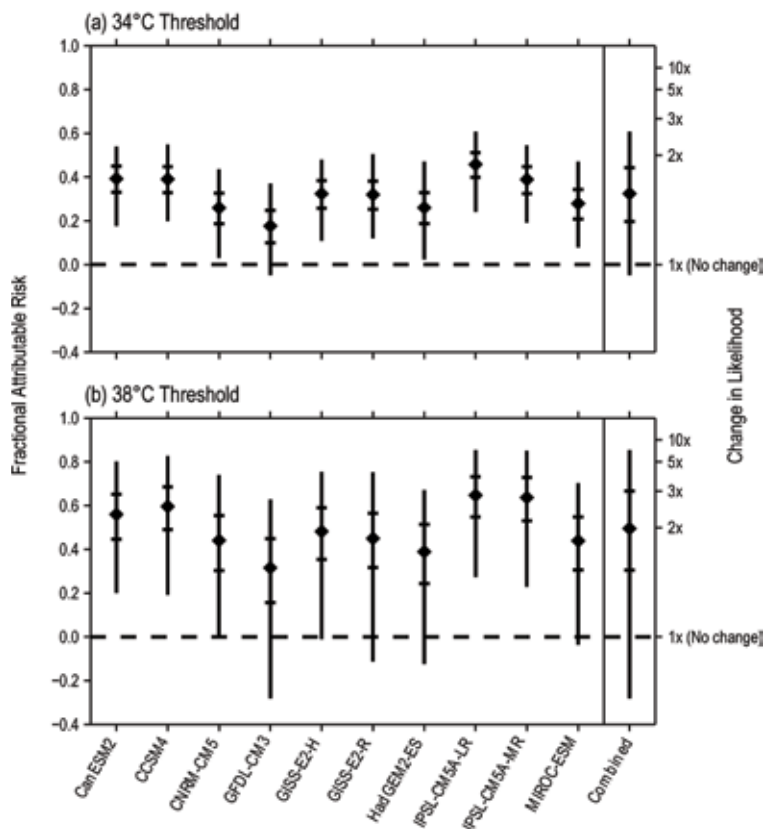 (a) 34°C Threshold
1.0
0.8
0.6
0.4
0.2
0.0
−0.2
−0.4
10x
5x
3x
2x
1x (No change]
Fractional Attributable Risk
Change in Likelihood
(b) 38°C Threshold
1.0
0.8
0.6
0.4
0.2
0.0
−0.2
−0.4
10x
5x
3x
2x
1x (No change]
CanESM2
CCSM4
CNRM-CM5
GFDL-CM3
GISS-E2-H
GISS-E2-R
HadGEM2-ES
IPSL-CM5A-LR
IPSL-CM5A-MR
MIROC-ESM
Combined